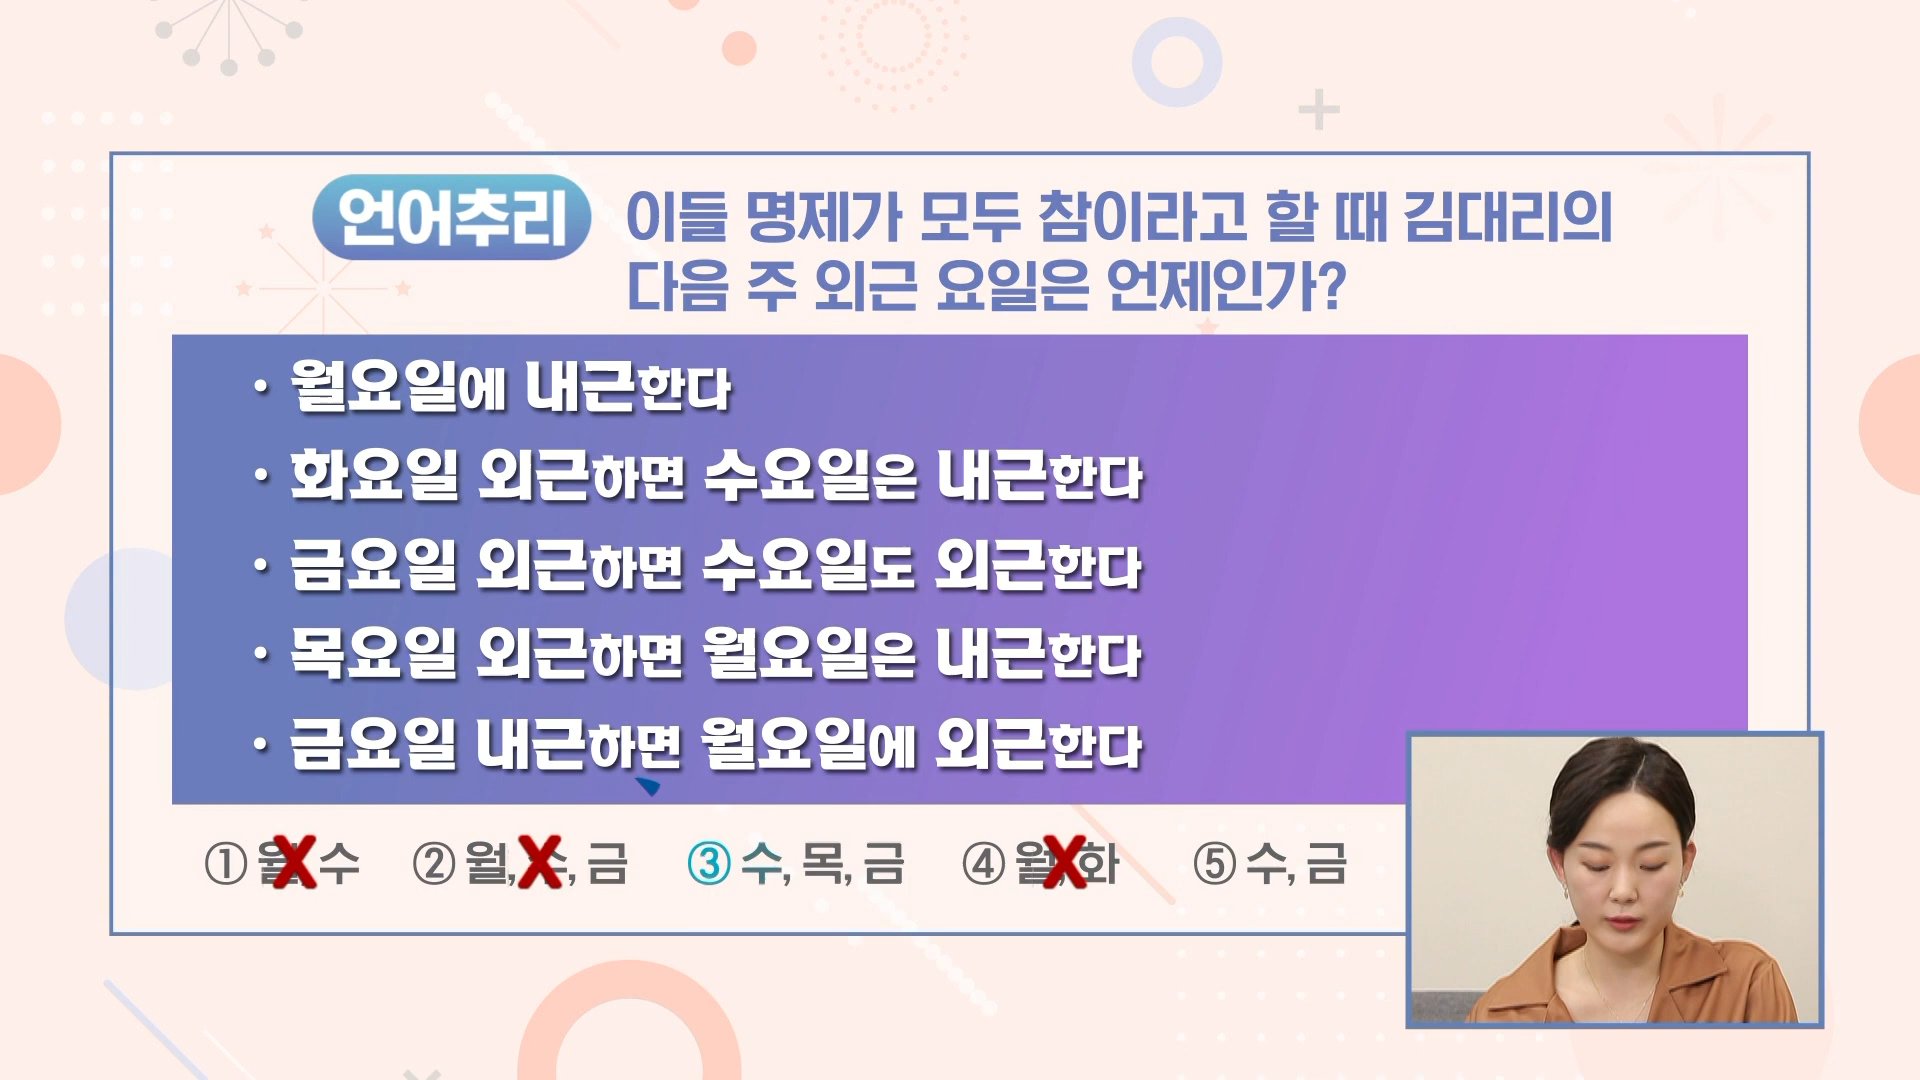 언어추리
이들 명제가 모두 참이라고 할 때 김대리의
다음 주 외근 요일은 언제인가?
· 월요일에 내근한다
· 화요일 외근하면 수요일은 내근한다
· 금요일 외근하면 수요일도 외근한다
· 목요일 외근하면 월요일은 내근한다
· 금요일 내근하면 월요일에 외근한다
① 월, 수 ② 월, 수, 금 ③ 수, 목, 금 ④ 월, 화 ⑤ 수, 금